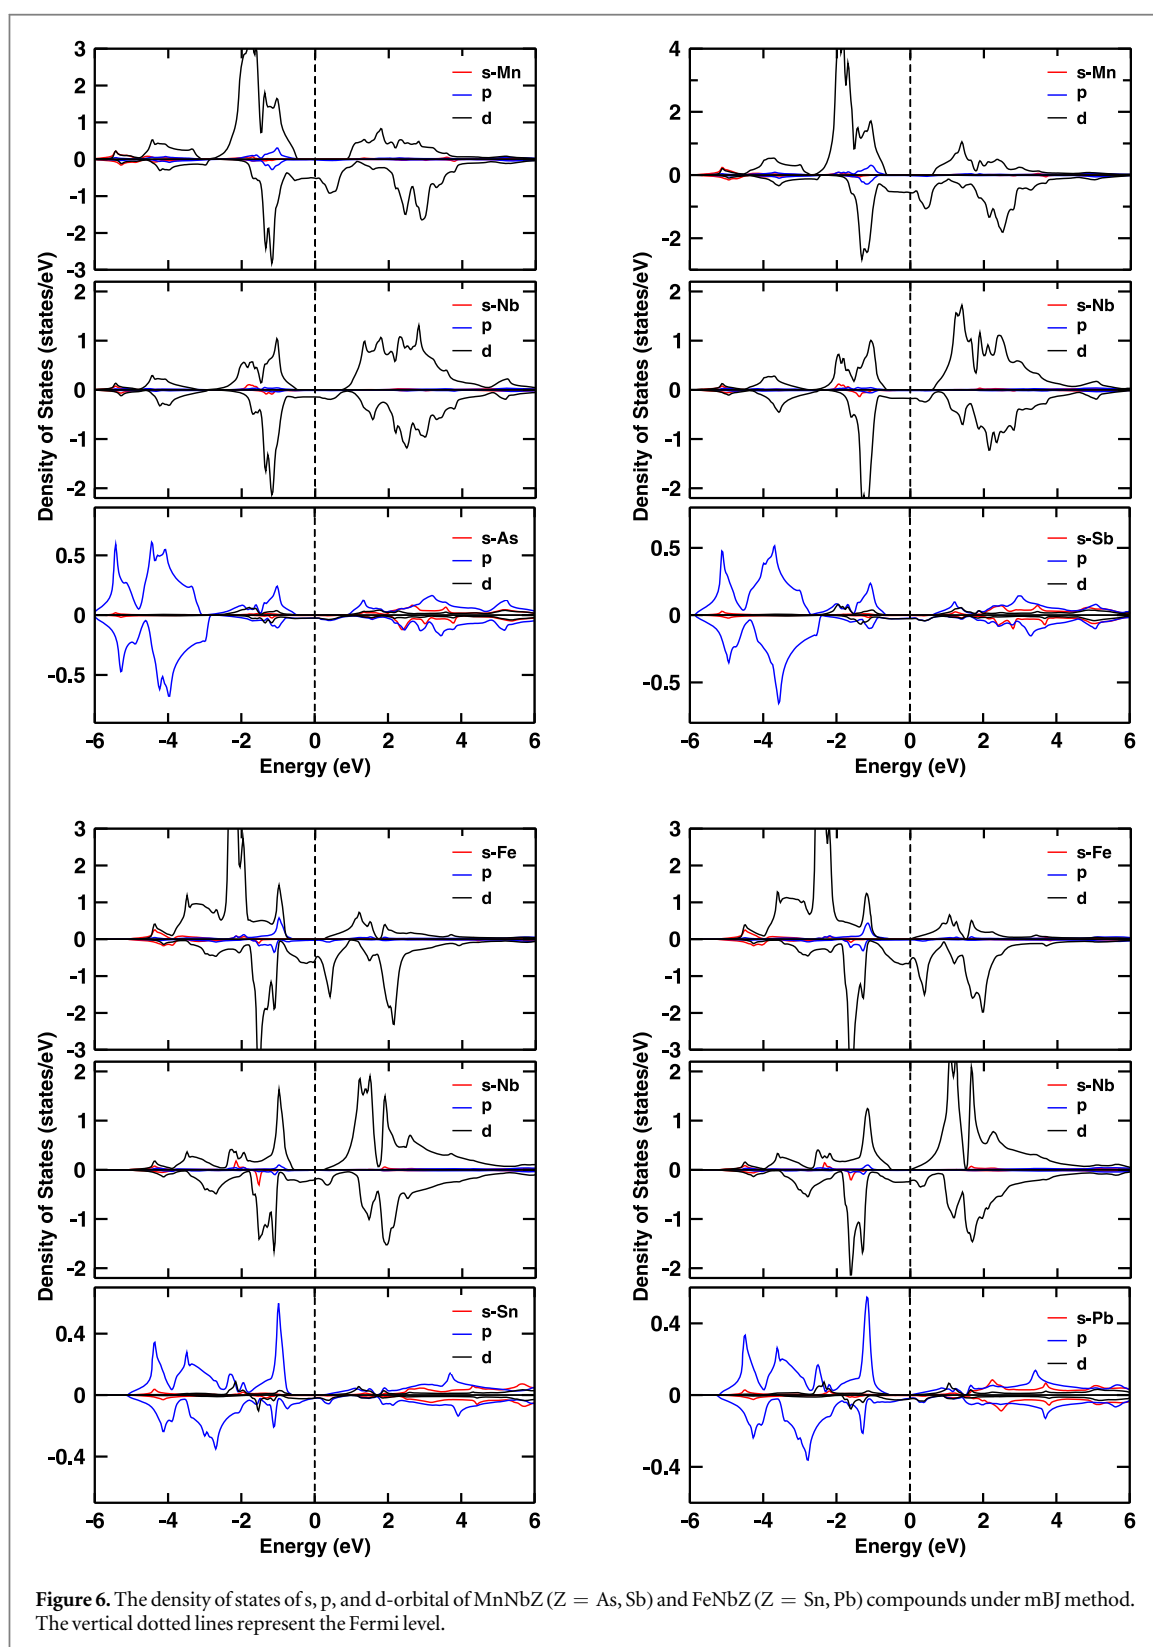 3
2
1
0
-1
-2
-3
s-Mn
p
d
2
1
0
-1
-2
s-Nb
p
d
0.5
0
-0.5
s-As
p
d
-6 -4 -2 0 2 4 6
Energy (eV)
Density of States (states/eV)
4
2
0
-2
s-Mn
p
d
2
1
0
-1
-2
s-Nb
p
d
0.5
0
-0.5
s-Sb
p
d
-6 -4 -2 0 2 4 6
Energy (eV)
Density of States (states/eV)
3
2
1
0
-1
-2
-3
s-Fe
p
d
2
1
0
-1
-2
s-Nb
p
d
0.4
0
-0.4
s-Sn
p
d
-6 -4 -2 0 2 4 6
Energy (eV)
Density of States (states/eV)
3
2
1
0
-1
-2
-3
s-Fe
p
d
2
1
0
-1
-2
s-Nb
p
d
0.4
0
-0.4
s-Pb
p
d
-6 -4 -2 0 2 4 6
Energy (eV)
Density of States (states/eV)
Figure 6. The density of states of s, p, and d-orbital of MnNbZ (Z = As, Sb) and FeNbZ (Z = Sn, Pb) compounds under mBJ method.
The vertical dotted lines represent the Fermi level.